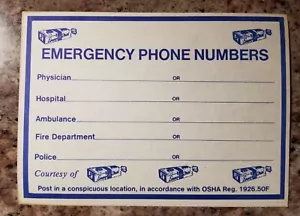 EMERGENCY PHONE NUMBERS
Physician OR
Hospital OR
Ambulance OR
Fire Department OR
Police OR
Courtesy of
Post in a conspicuous location, in accordance with OSHA Reg. 1926.50F